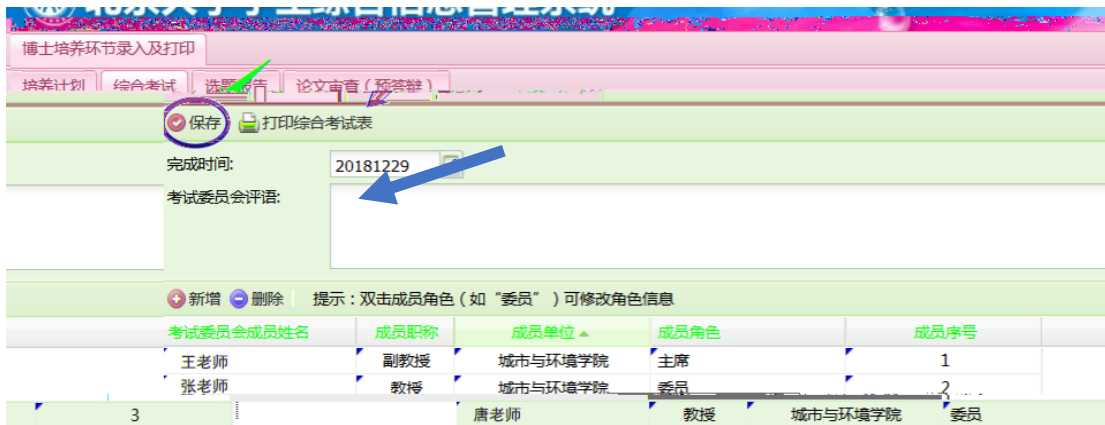 博士培养环节录入及打印
培养计划 综合考试 选题报告 论文审查（预答辩）
保存 打印综合考试表
完成时间: 20181229
考试委员会评语:
新增 删除 提示：双击成员角色（如“委员”）可修改角色信息
考试委员会成员姓名 成员职称 成员单位 成员角色 成员序号
王老师 副教授 城市与环境学院 主席 1
张老师 教授 城市与环境学院 委员 2
3 唐老师 教授 城市与环境学院 委员